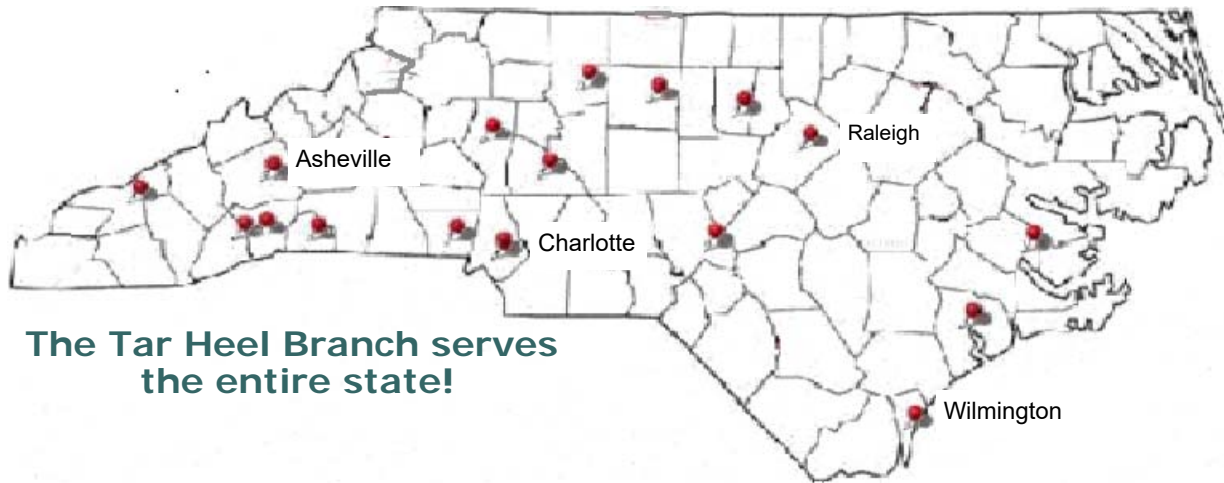 Raleigh
Asheville
Charlotte
The Tar Heel Branch serves
the entire state!
Wilmington